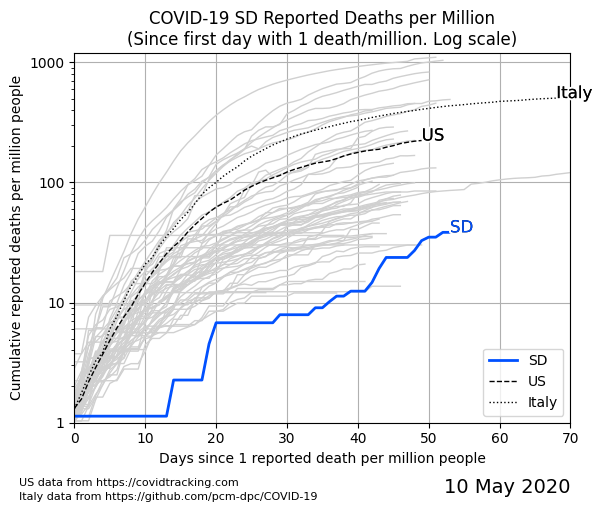 COVID-19 SD Reported Deaths per Million
(Since first day with 1 death/million. Log scale)
Cumulative reported deaths per million people
1000
100
10
1
Italy
US
SD
SD
US
Italy
0 10 20 30 40 50 60 70
Days since 1 reported death per million people
US data from https://covidtracking.com
Italy data from https://github.com/pcm-dpc/COVID-19
10 May 2020